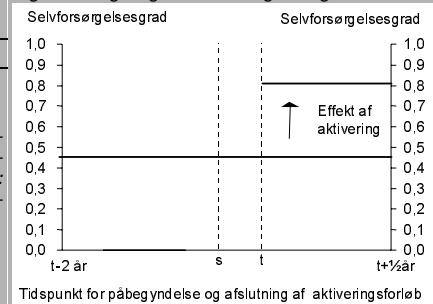 Selvforsørgelsesgrad Selvforsørgelsesgrad
1,0 1,0
0,9 0,9
0,8 0,8
0,7 0,7
0,6 Effekt af 0,6
0,5 aktivering 0,5
0,4 0,4
0,3 0,3
0,2 0,2
0,1 0,1
0,0 0,0
t-2 år s t t+½år
Tidspunkt for påbegyndelse og afslutning af aktiveringsforløb